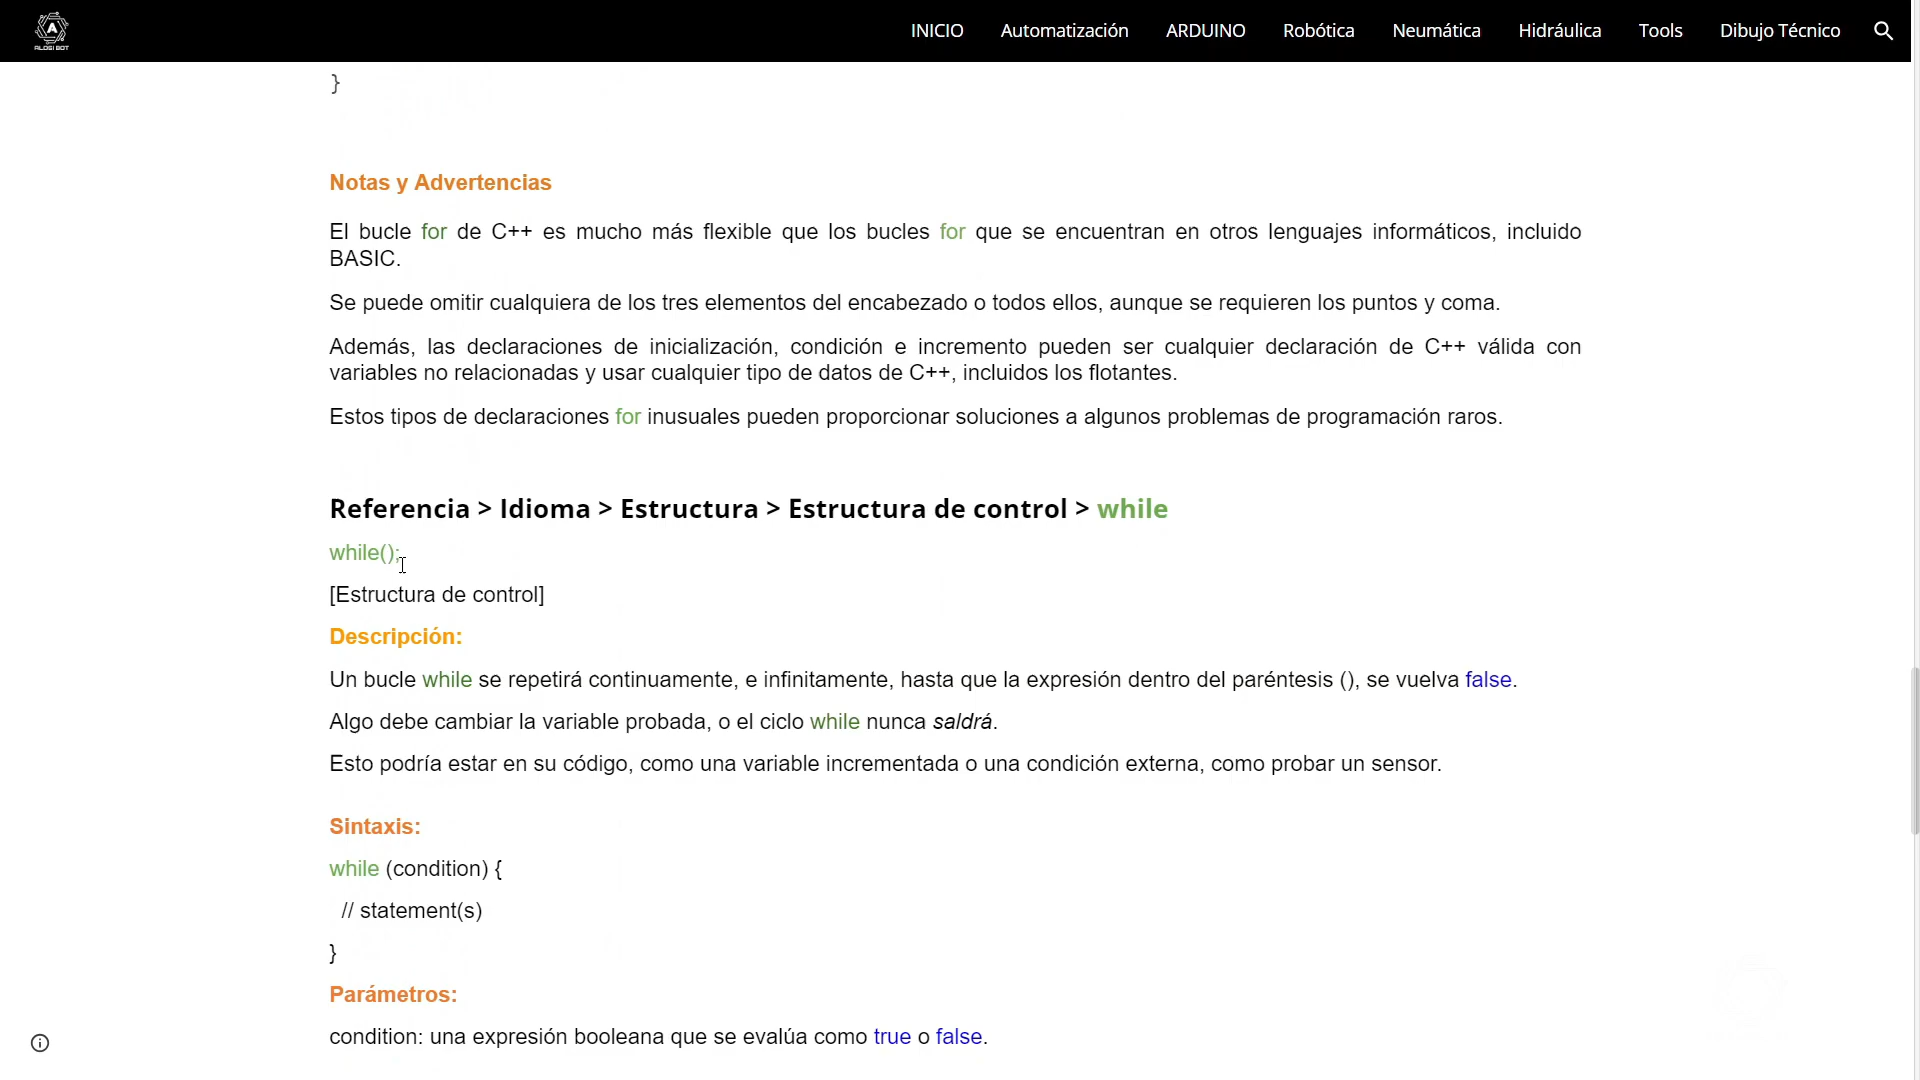 A
ALOSI BOT
INICIO Automatización ARDUINO Robótica Neumática Hidráulica Tools Dibujo Técnico
}
Notas y Advertencias
El bucle for de C++ es mucho más flexible que los bucles for que se encuentran en otros lenguajes informáticos, incluido
BASIC.
Se puede omitir cualquiera de los tres elementos del encabezado o todos ellos, aunque se requieren los puntos y coma.
Además, las declaraciones de inicialización, condición e incremento pueden ser cualquier declaración de C++ válida con
variables no relacionadas y usar cualquier tipo de datos de C++, incluidos los flotantes.
Estos tipos de declaraciones for inusuales pueden proporcionar soluciones a algunos problemas de programación raros.
Referencia > Idioma > Estructura > Estructura de control > while
while();
[Estructura de control]
Descripción:
Un bucle while se repetirá continuamente, e infinitamente, hasta que la expresión dentro del paréntesis (), se vuelva false.
Algo debe cambiar la variable probada, o el ciclo while nunca saldrá.
Esto podría estar en su código, como una variable incrementada o una condición externa, como probar un sensor.
Sintaxis:
while (condition) {
// statement(s)
}
Parámetros:
condition: una expresión booleana que se evalúa como true o false.